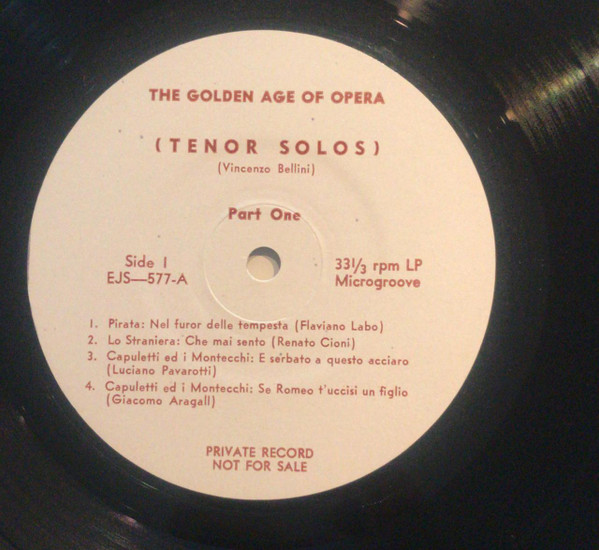 THE GOLDEN AGE OF OPERA
(TENOR SOLOS)
(Vincenzo Bellini)
Part One
Side I
EJS—577-A
33⅓ rpm LP
Microgroove
1. Pirata: Nel furor delle tempesta (Flaviano Labo)
2. Lo Straniera: Che mai sento (Renato Cioni)
3. Capuletti ed i Montecchi: E serbato a questo acciaro
(Luciano Pavarotti)
4. Capuletti ed i Montecchi: Se Romeo t'uccisi un figlio
(Giacomo Aragall)
PRIVATE RECORD
NOT FOR SALE